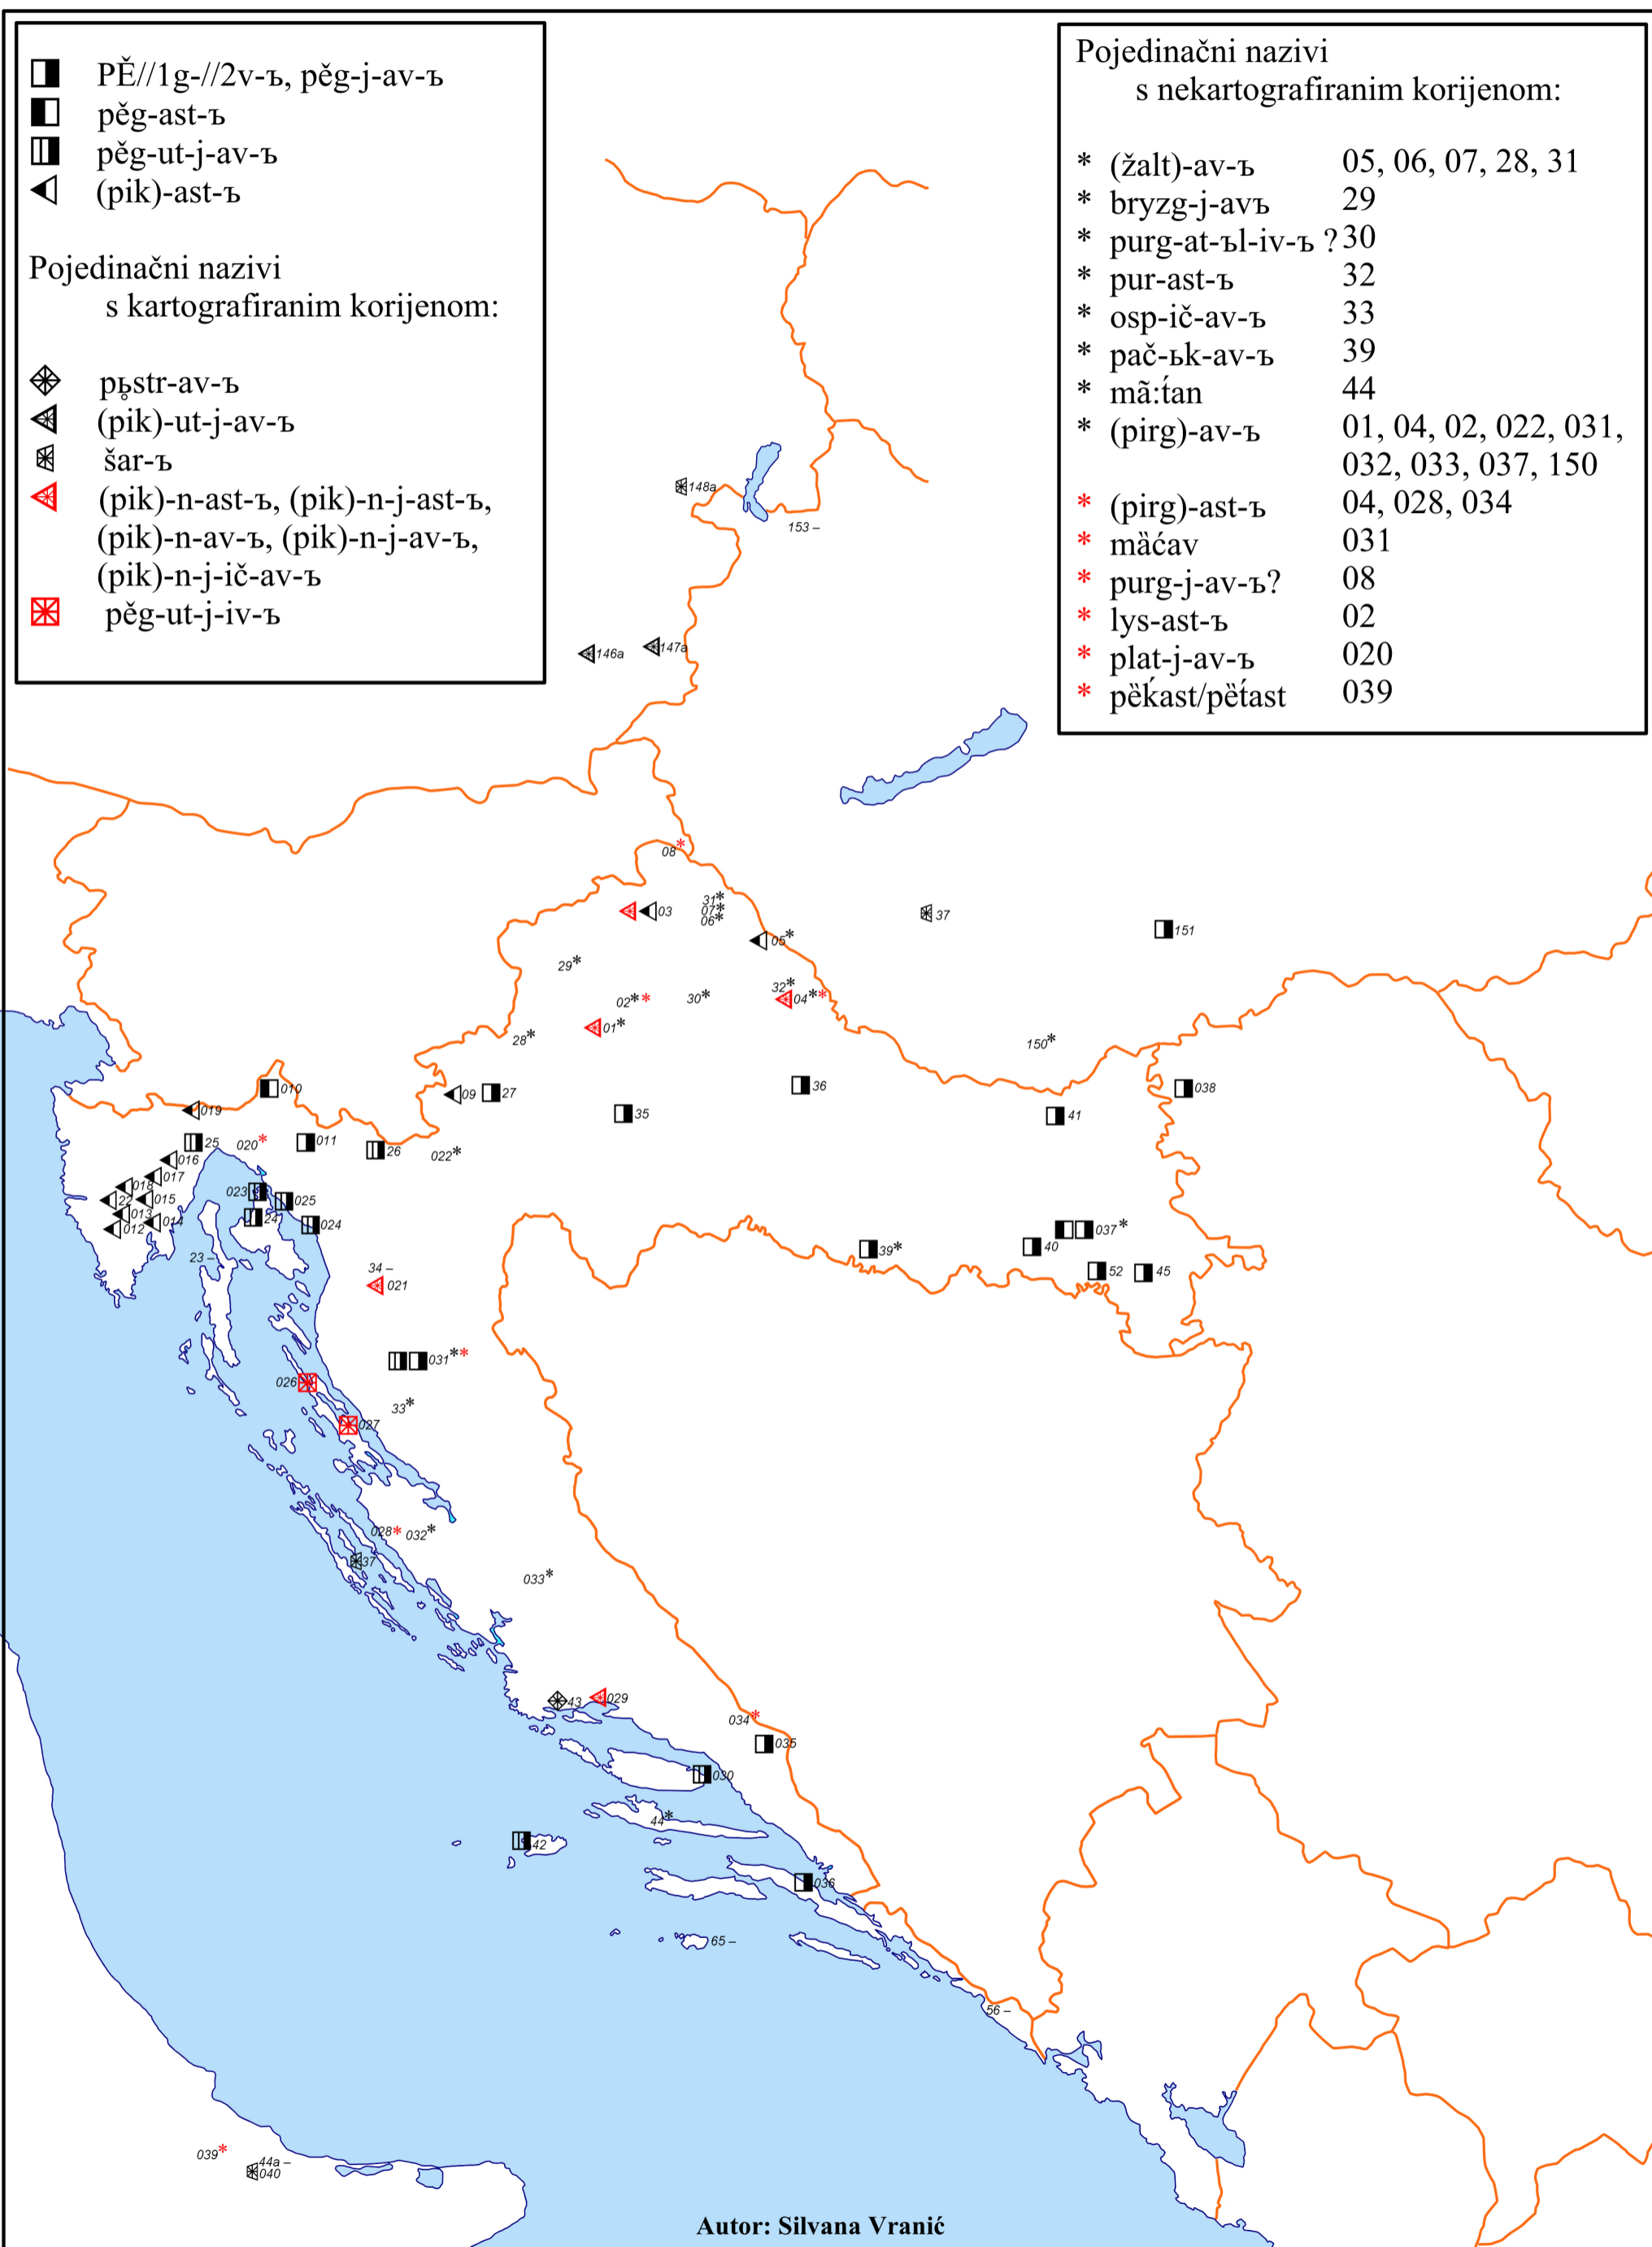 PĚ//1g-//2v-ъ, pěg-j-av-ъ
pěg-ast-ъ
pěg-ut-j-av-ъ
(pik)-ast-ъ
Pojedinačni nazivi
s kartografiranim korijenom:
pь̥str-av-ъ
(pik)-ut-j-av-ъ
šar-ъ
(pik)-n-ast-ъ, (pik)-n-j-ast-ъ,
(pik)-n-av-ъ, (pik)-n-j-av-ъ,
(pik)-n-j-ič-av-ъ
pěg-ut-j-iv-ъ
Pojedinačni nazivi
s nekartografiranim korijenom:
* (žalt)-av-ъ 05, 06, 07, 28, 31
* bryzg-j-avъ 29
* purg-at-ъl-iv-ъ ? 30
* pur-ast-ъ 32
* osp-ič-av-ъ 33
* pač-ьk-av-ъ 39
* mã:t́an 44
* (pirg)-av-ъ 01, 04, 02, 022, 031,
032, 033, 037, 150
* (pirg)-ast-ъ 04, 028, 034
* mȁćav 031
* purg-j-av-ъ? 08
* lys-ast-ъ 02
* plat-j-av-ъ 020
* pȅḱast/pȅt́ast 039
148a
153 –
146a
147a
08*
03
31*
07*
06*
37
151
05*
29*
32*
02**
30*
04**
01*
28*
150*
010
09
27
36
038
019
35
41
25
020*
011
26
022*
016
017
018
023
22
015
025
013
24
014
024
012
037*
23 –
39*
40
34 –
52
45
021
031**
026
33*
027
028*
032*
37
033*
43
029
034*
035
030
44*
42
036
65 –
56 –
039*
44a –
040
Autor: Silvana Vranić